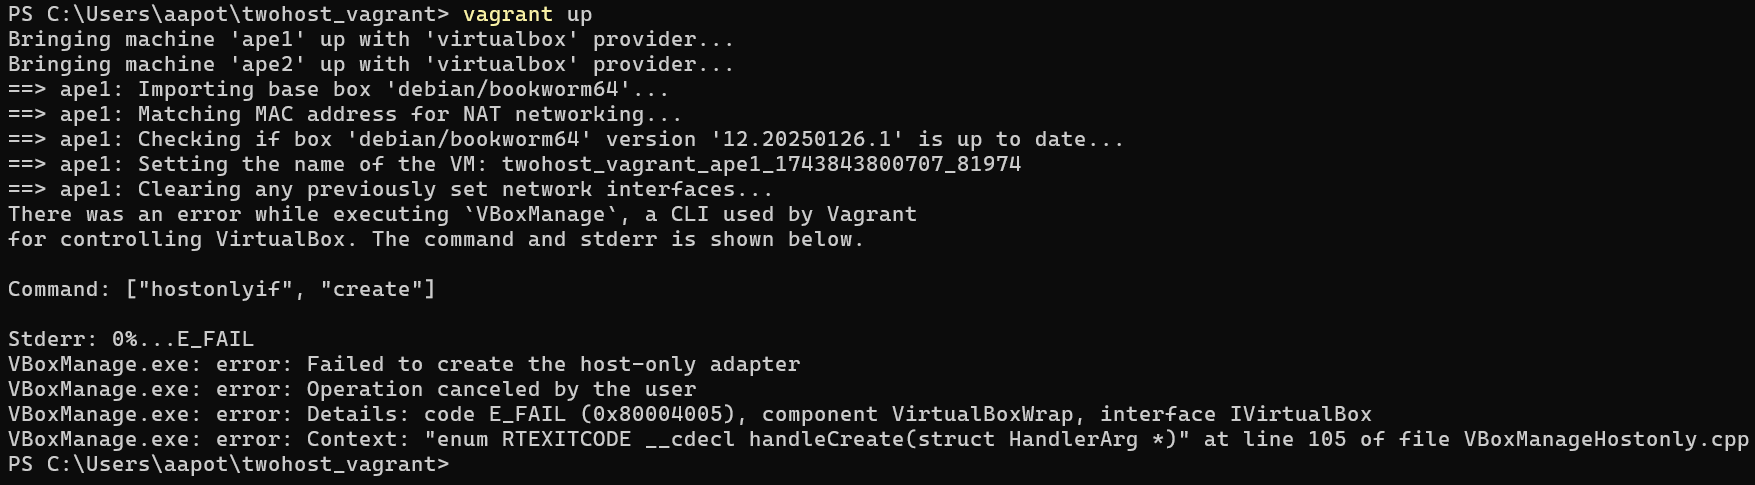 PS C:\Users\aapot\twohost_vagrant> vagrant up
Bringing machine 'ape1' up with 'virtualbox' provider...
Bringing machine 'ape2' up with 'virtualbox' provider...
==> ape1: Importing base box 'debian/bookworm64'...
==> ape1: Matching MAC address for NAT networking...
==> ape1: Checking if box 'debian/bookworm64' version '12.20250126.1' is up to date...
==> ape1: Setting the name of the VM: twohost_vagrant_ape1_1743843800707_81974
==> ape1: Clearing any previously set network interfaces...
There was an error while executing `VBoxManage`, a CLI used by Vagrant
for controlling VirtualBox. The command and stderr is shown below.

Command: ["hostonlyif", "create"]

Stderr: 0%...E_FAIL
VBoxManage.exe: error: Failed to create the host-only adapter
VBoxManage.exe: error: Operation canceled by the user
VBoxManage.exe: error: Details: code E_FAIL (0x80004005), component VirtualBoxWrap, interface IVirtualBox
VBoxManage.exe: error: Context: "enum RTEXITCODE __cdecl handleCreate(struct HandlerArg *)" at line 105 of file VBoxManageHostonly.cpp
PS C:\Users\aapot\twohost_vagrant>